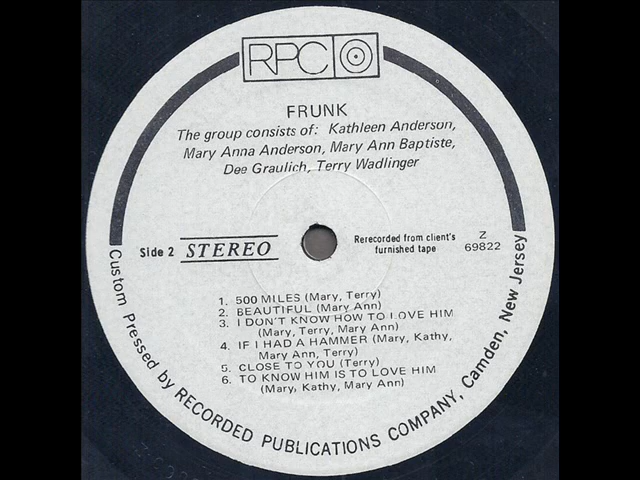 RPC
FRUNK
The group consists of: Kathleen Anderson,
Mary Anna Anderson, Mary Ann Baptiste,
Dee Graulich, Terry Wadlinger
Side 2 STEREO
Rerecorded from client's
furnished tape
Z
69822
1. 500 MILES (Mary, Terry)
2. BEAUTIFUL (Mary Ann)
3. I DON'T KNOW HOW TO LOVE HIM
(Mary, Terry, Mary Ann)
4. IF I HAD A HAMMER (Mary, Kathy,
Mary Ann, Terry)
5. CLOSE TO YOU (Terry)
6. TO KNOW HIM IS TO LOVE HIM
(Mary, Kathy, Mary Ann)
Custom Pressed by RECORDED PUBLICATIONS COMPANY, Camden, New Jersey